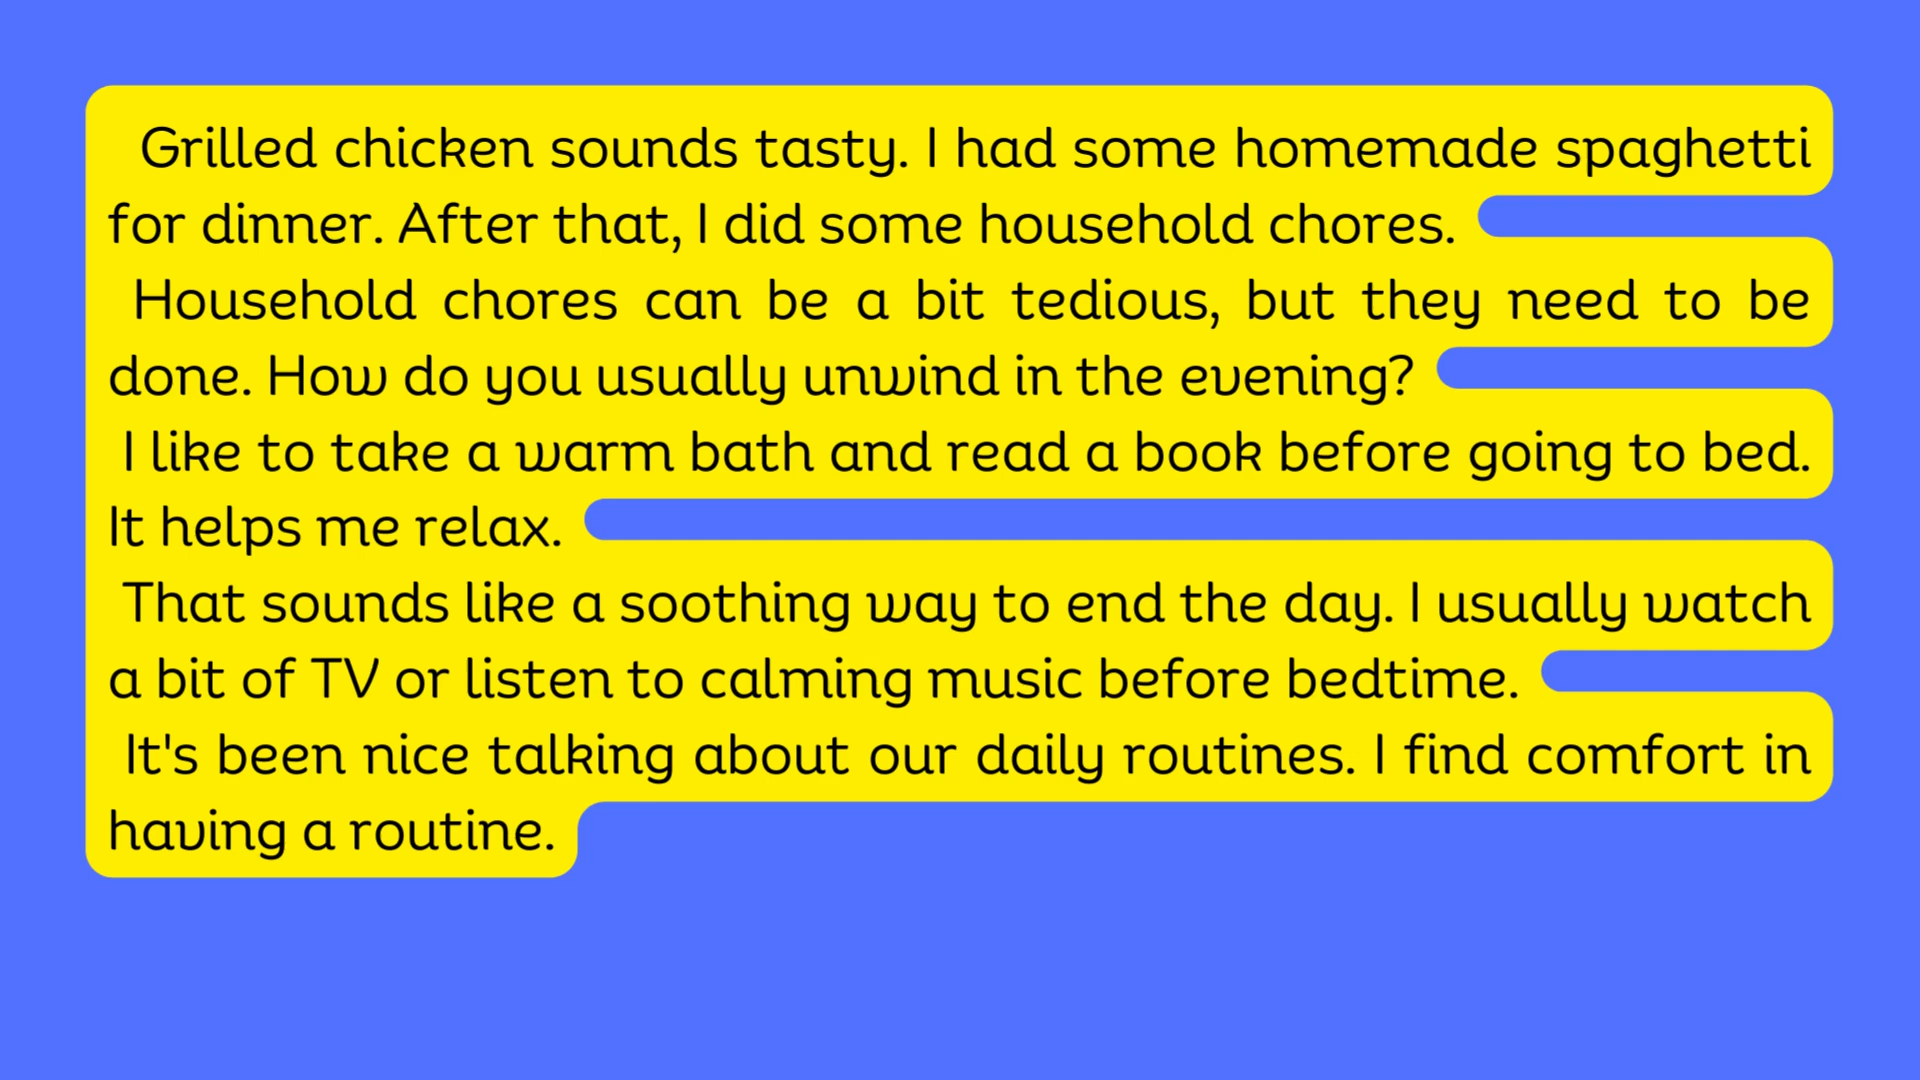 Grilled chicken sounds tasty. I had some homemade spaghetti
for dinner. After that, I did some household chores.
Household chores can be a bit tedious, but they need to be
done. How do you usually unwind in the evening?
I like to take a warm bath and read a book before going to bed.
It helps me relax.
That sounds like a soothing way to end the day. I usually watch
a bit of TV or listen to calming music before bedtime.
It's been nice talking about our daily routines. I find comfort in
having a routine.